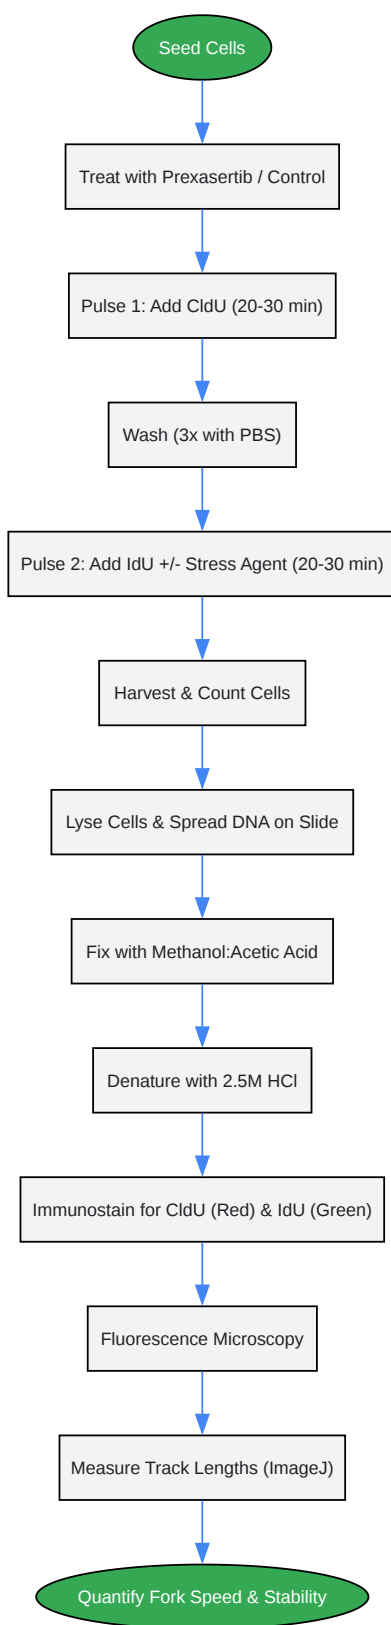 Seed Cells
Treat with Prexasertib / Control
Pulse 1: Add CldU (20-30 min)
Wash (3x with PBS)
Pulse 2: Add IdU +/- Stress Agent (20-30 min)
Harvest & Count Cells
Lyse Cells & Spread DNA on Slide
Fix with Methanol:Acetic Acid
Denature with 2.5M HCl
Immunostain for CldU (Red) & IdU (Green)
Fluorescence Microscopy
Measure Track Lengths (ImageJ)
Quantify Fork Speed & Stability